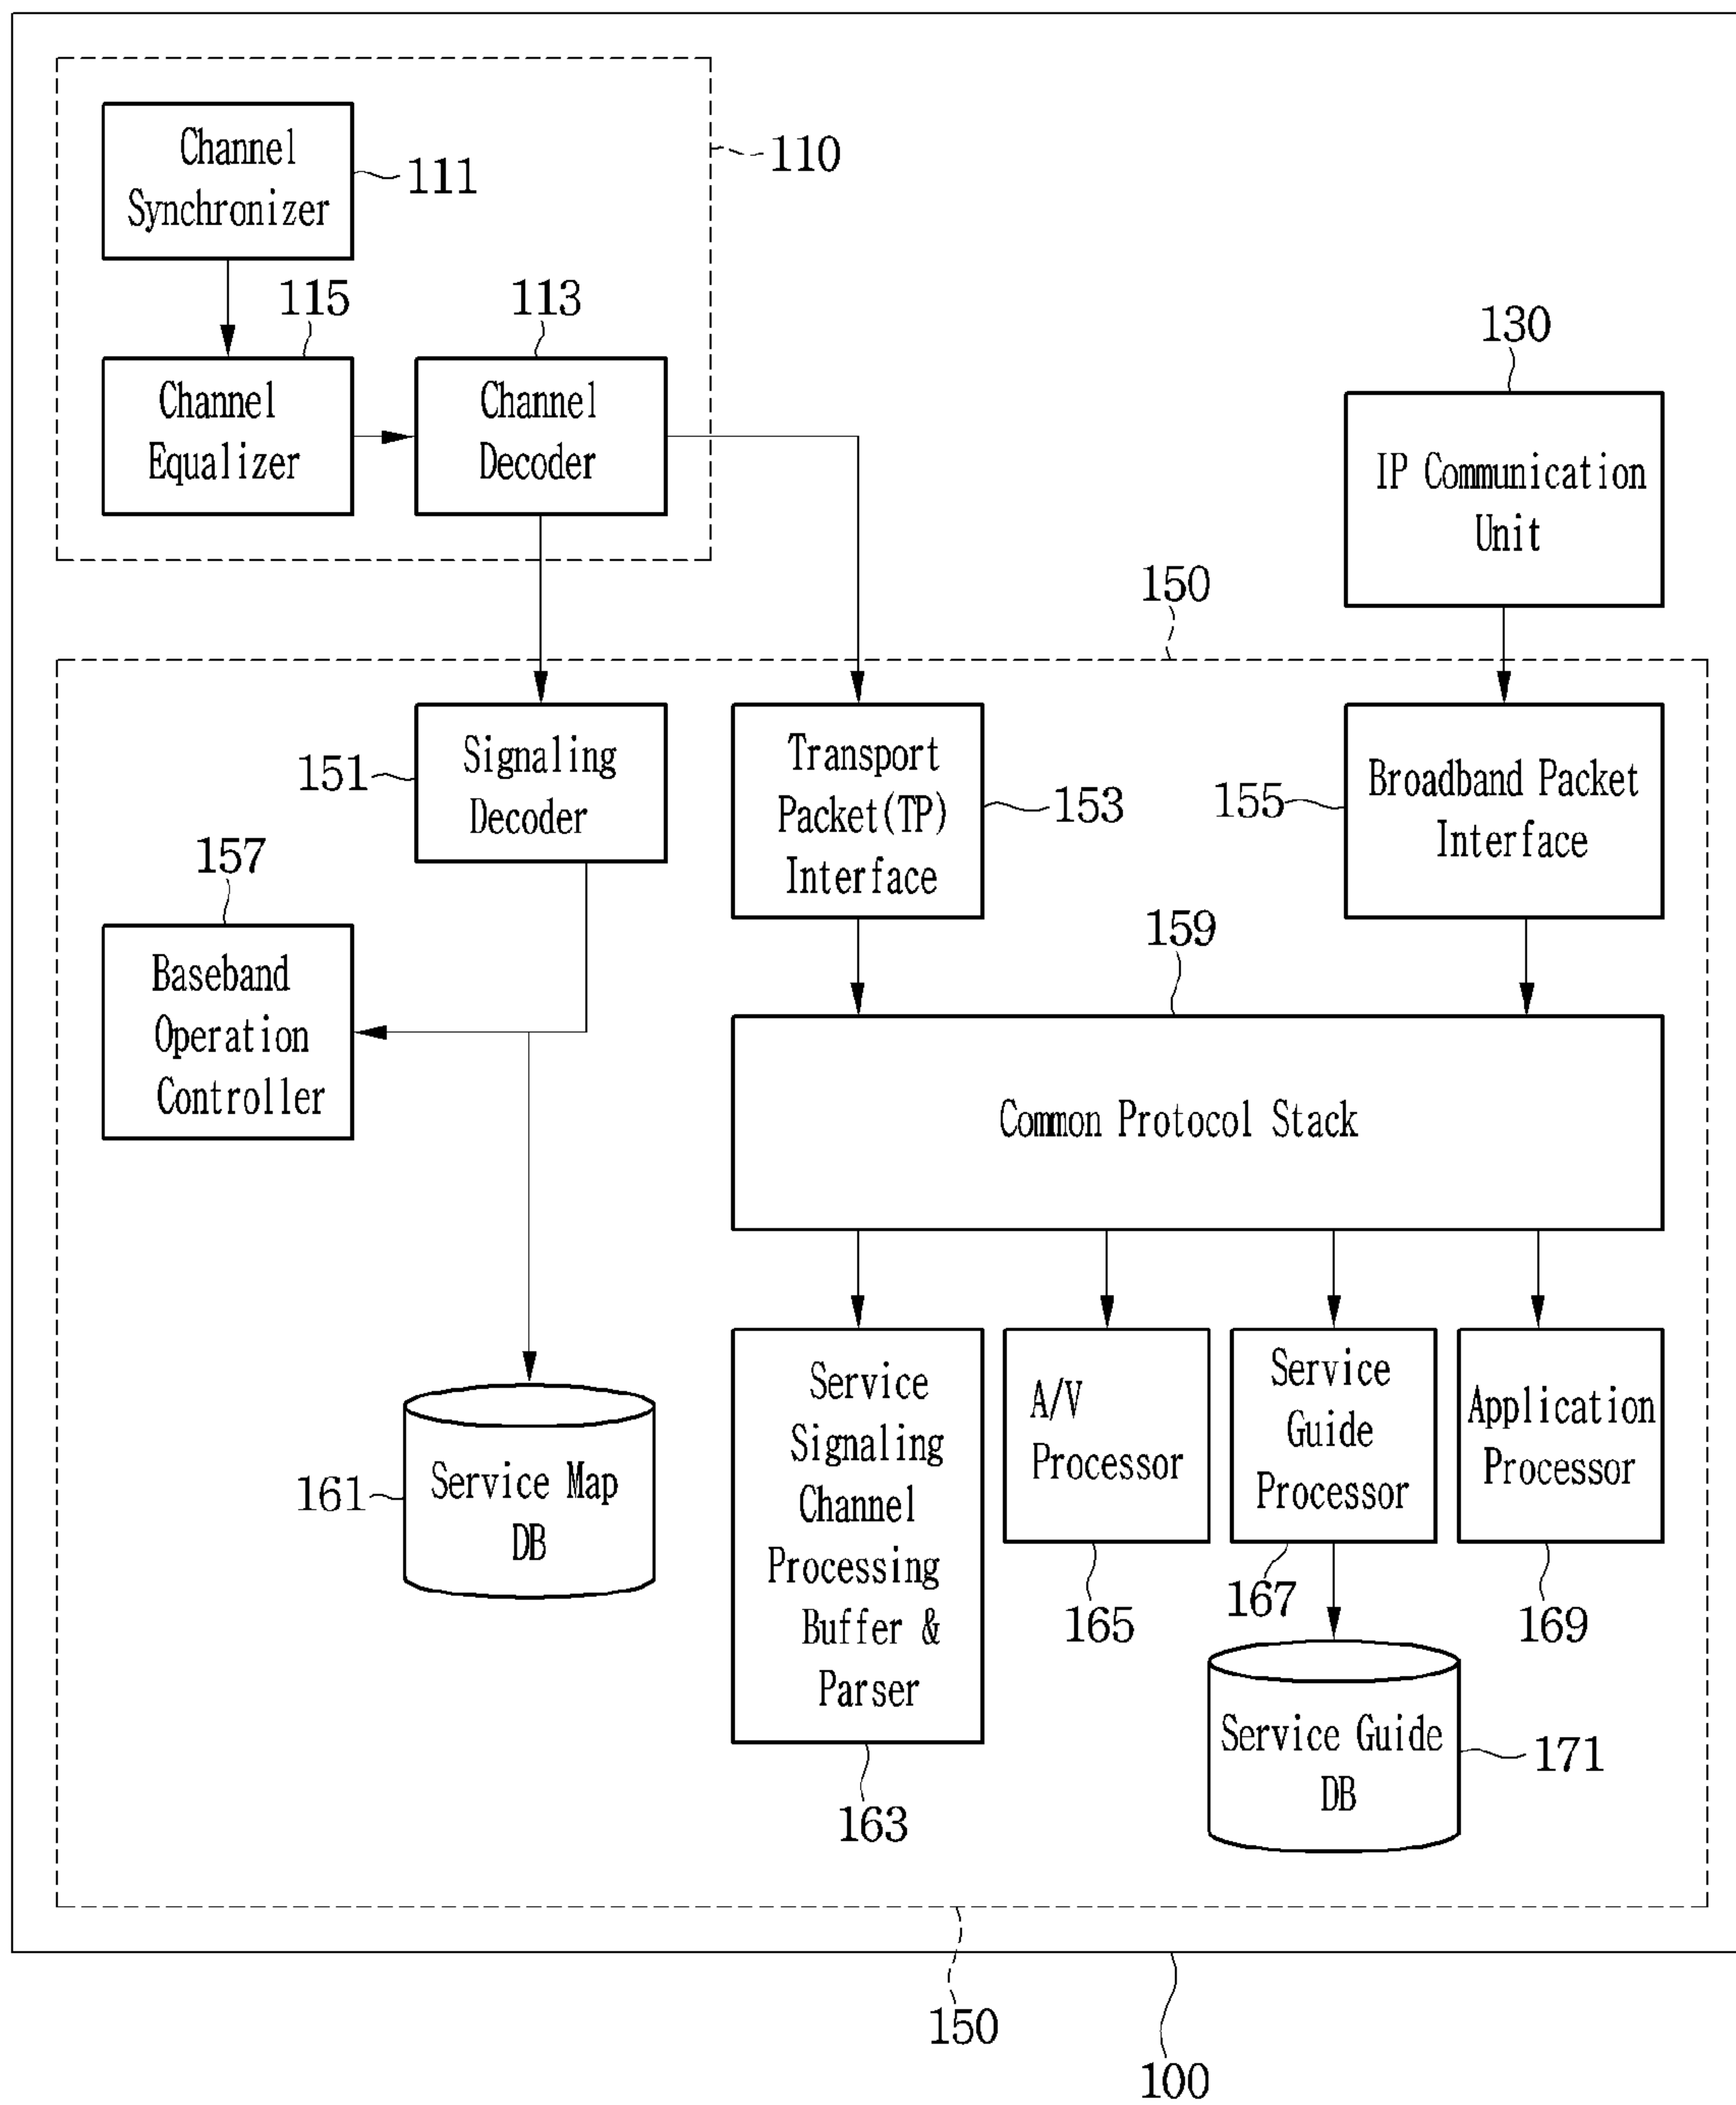 Channel
Synchronizer
111
110
115
113
Channel
Equalizer
Channel
Decoder
130
IP Communication
Unit
150
151
Signaling
Decoder
Transport
Packet(TP)
Interface
153
155
Broadband Packet
Interface
157
Baseband
Operation
Controller
159
Common Protocol Stack
161
Service Map
DB
Service
Signaling
Channel
Processing
Buffer &
Parser
163
A/V
Processor
165
Service
Guide
Processor
167
Application
Processor
169
Service Guide
DB
171
150
100